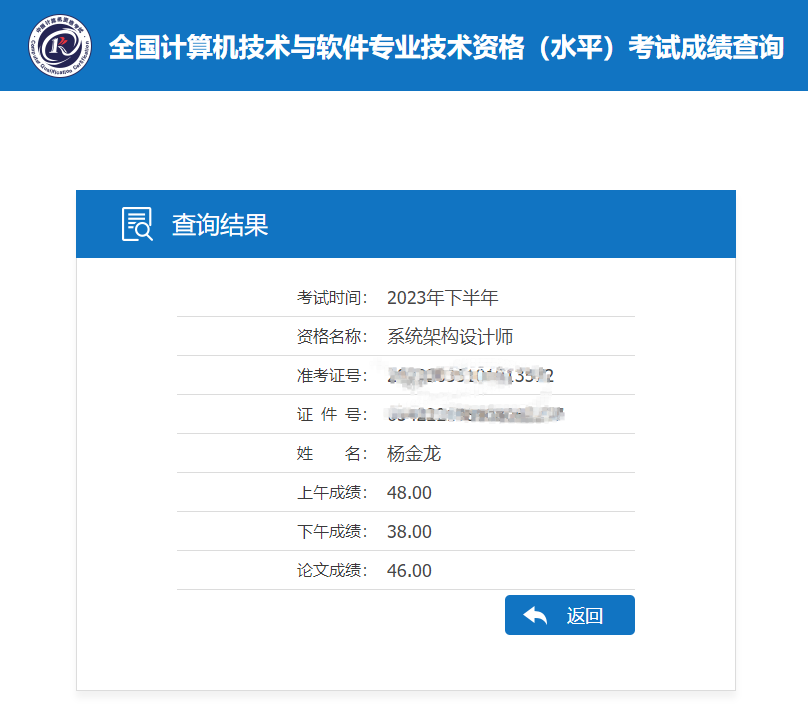 全国计算机技术与软件专业技术资格（水平）考试成绩查询
查询结果
考试时间： 2023年下半年
资格名称： 系统架构设计师
准考证号：
证 件 号：
姓 名： 杨金龙
上午成绩： 48.00
下午成绩： 38.00
论文成绩： 46.00
返回